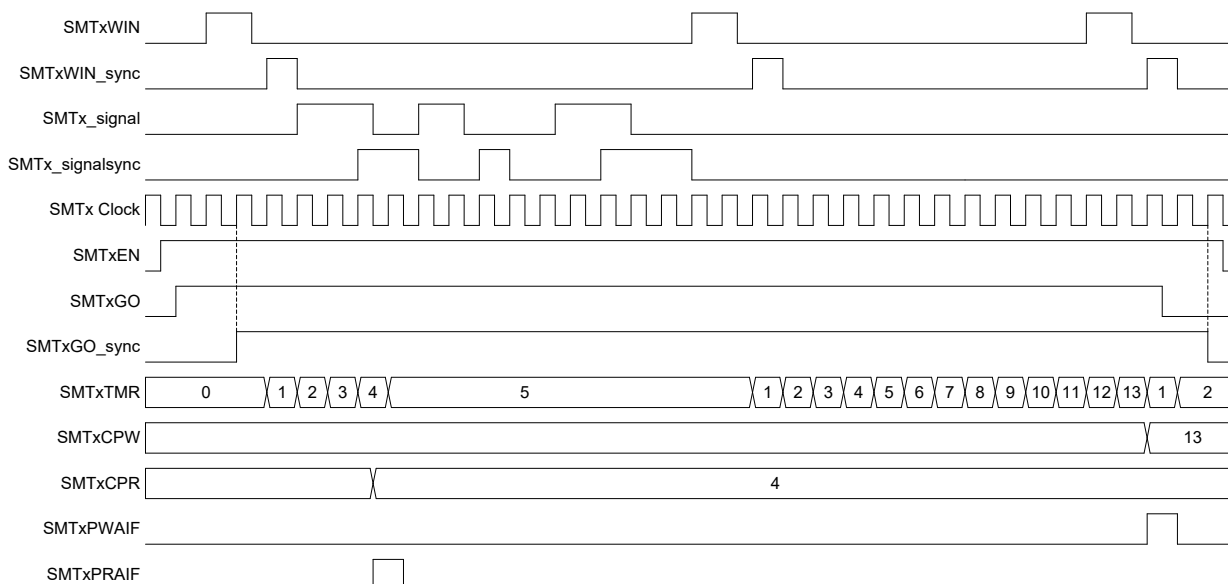 SMTxWIN
SMTxWIN_sync
SMTx_signal
SMTx_signalsync
SMTx Clock
SMTxEN
SMTxGO
SMTxGO_sync
SMTxTMR 0 1 2 3 4 5 1 2 3 4 5 6 7 8 9 10 11 12 13 1 2
SMTxCPW 13
SMTxCPR 4
SMTxPWAIF
SMTxPRAIF